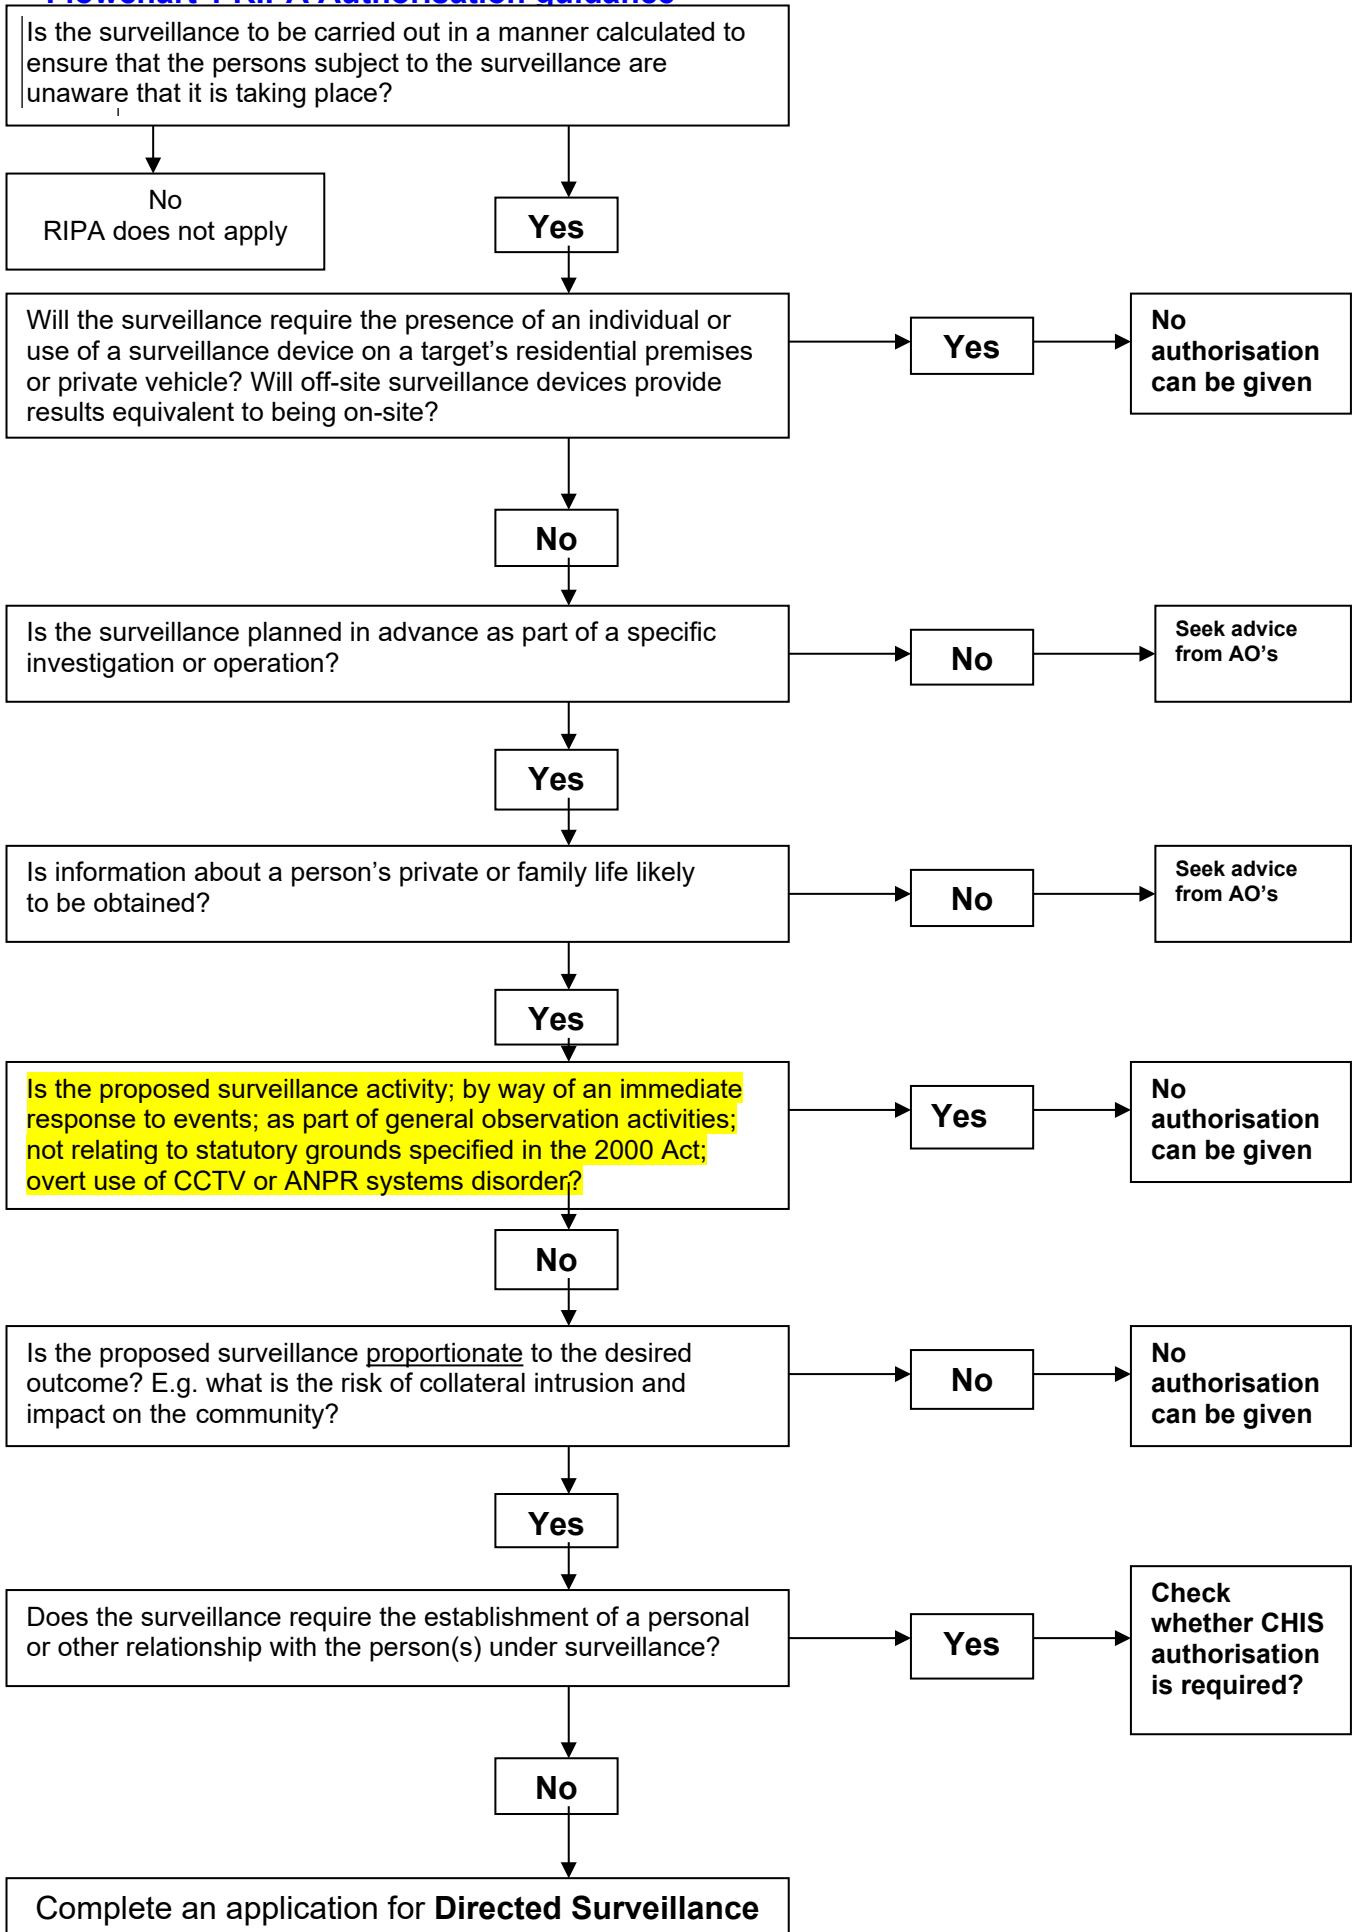 Flowchart 1 RIPA Authorisation guidance
Is the surveillance to be carried out in a manner calculated to
ensure that the persons subject to the surveillance are
unaware that it is taking place?
No
RIPA does not apply
Yes
Will the surveillance require the presence of an individual or
use of a surveillance device on a target’s residential premises
or private vehicle? Will off-site surveillance devices provide
results equivalent to being on-site?
Yes
No
authorisation
can be given
No
Is the surveillance planned in advance as part of a specific
investigation or operation?
No
Seek advice
from AO’s
Yes
Is information about a person’s private or family life likely
to be obtained?
No
Seek advice
from AO’s
Yes
Is the proposed surveillance activity; by way of an immediate
response to events; as part of general observation activities;
not relating to statutory grounds specified in the 2000 Act;
overt use of CCTV or ANPR systems disorder?
Yes
No
authorisation
can be given
No
Is the proposed surveillance proportionate to the desired
outcome? E.g. what is the risk of collateral intrusion and
impact on the community?
No
No
authorisation
can be given
Yes
Does the surveillance require the establishment of a personal
or other relationship with the person(s) under surveillance?
Yes
Check
whether CHIS
authorisation
is required?
No
Complete an application for Directed Surveillance